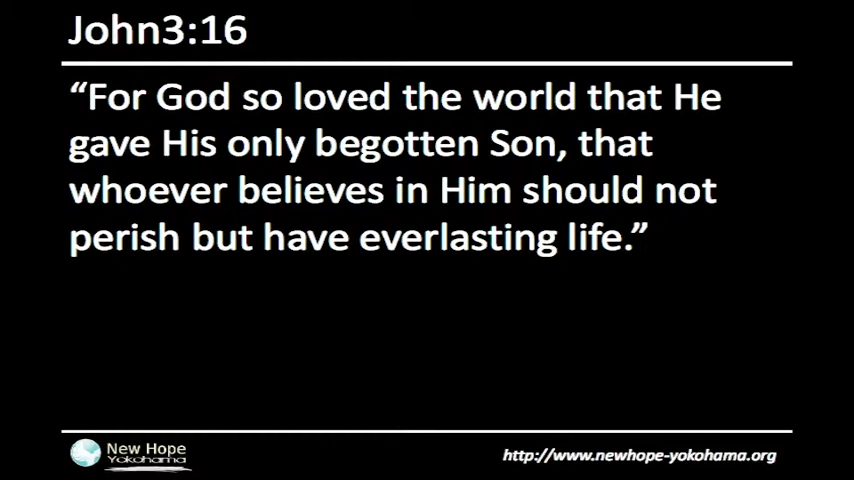 John3:16
“For God so loved the world that He
gave His only begotten Son, that
whoever believes in Him should not
perish but have everlasting life.”
New Hope
Yokohama
http://www.newhope-yokohama.org